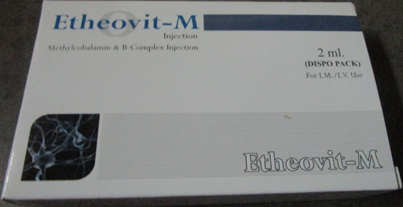 Etheovit-M
Injection
Methylcobalamin & B-Complex Injection
2 ml.
(DISPO PACK)
For I.M. /I.V. Use
Etheovit-M